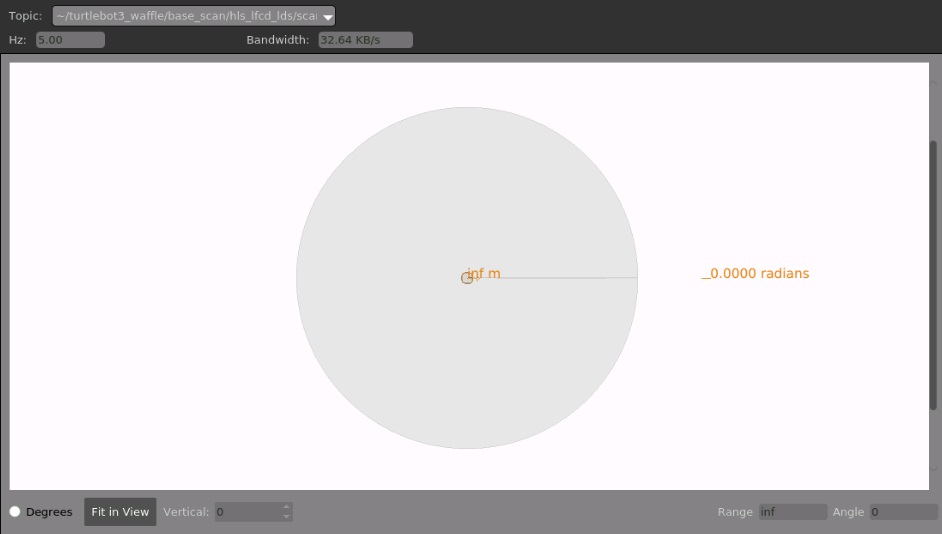 Topic: ~/turtlebot3_waffle/base_scan/hls_lfcd_lds/scan
Hz: 5.00 Bandwidth: 32.64 KB/s
inf m _0.0000 radians
Degrees Fit in View Vertical: 0 Range inf Angle 0